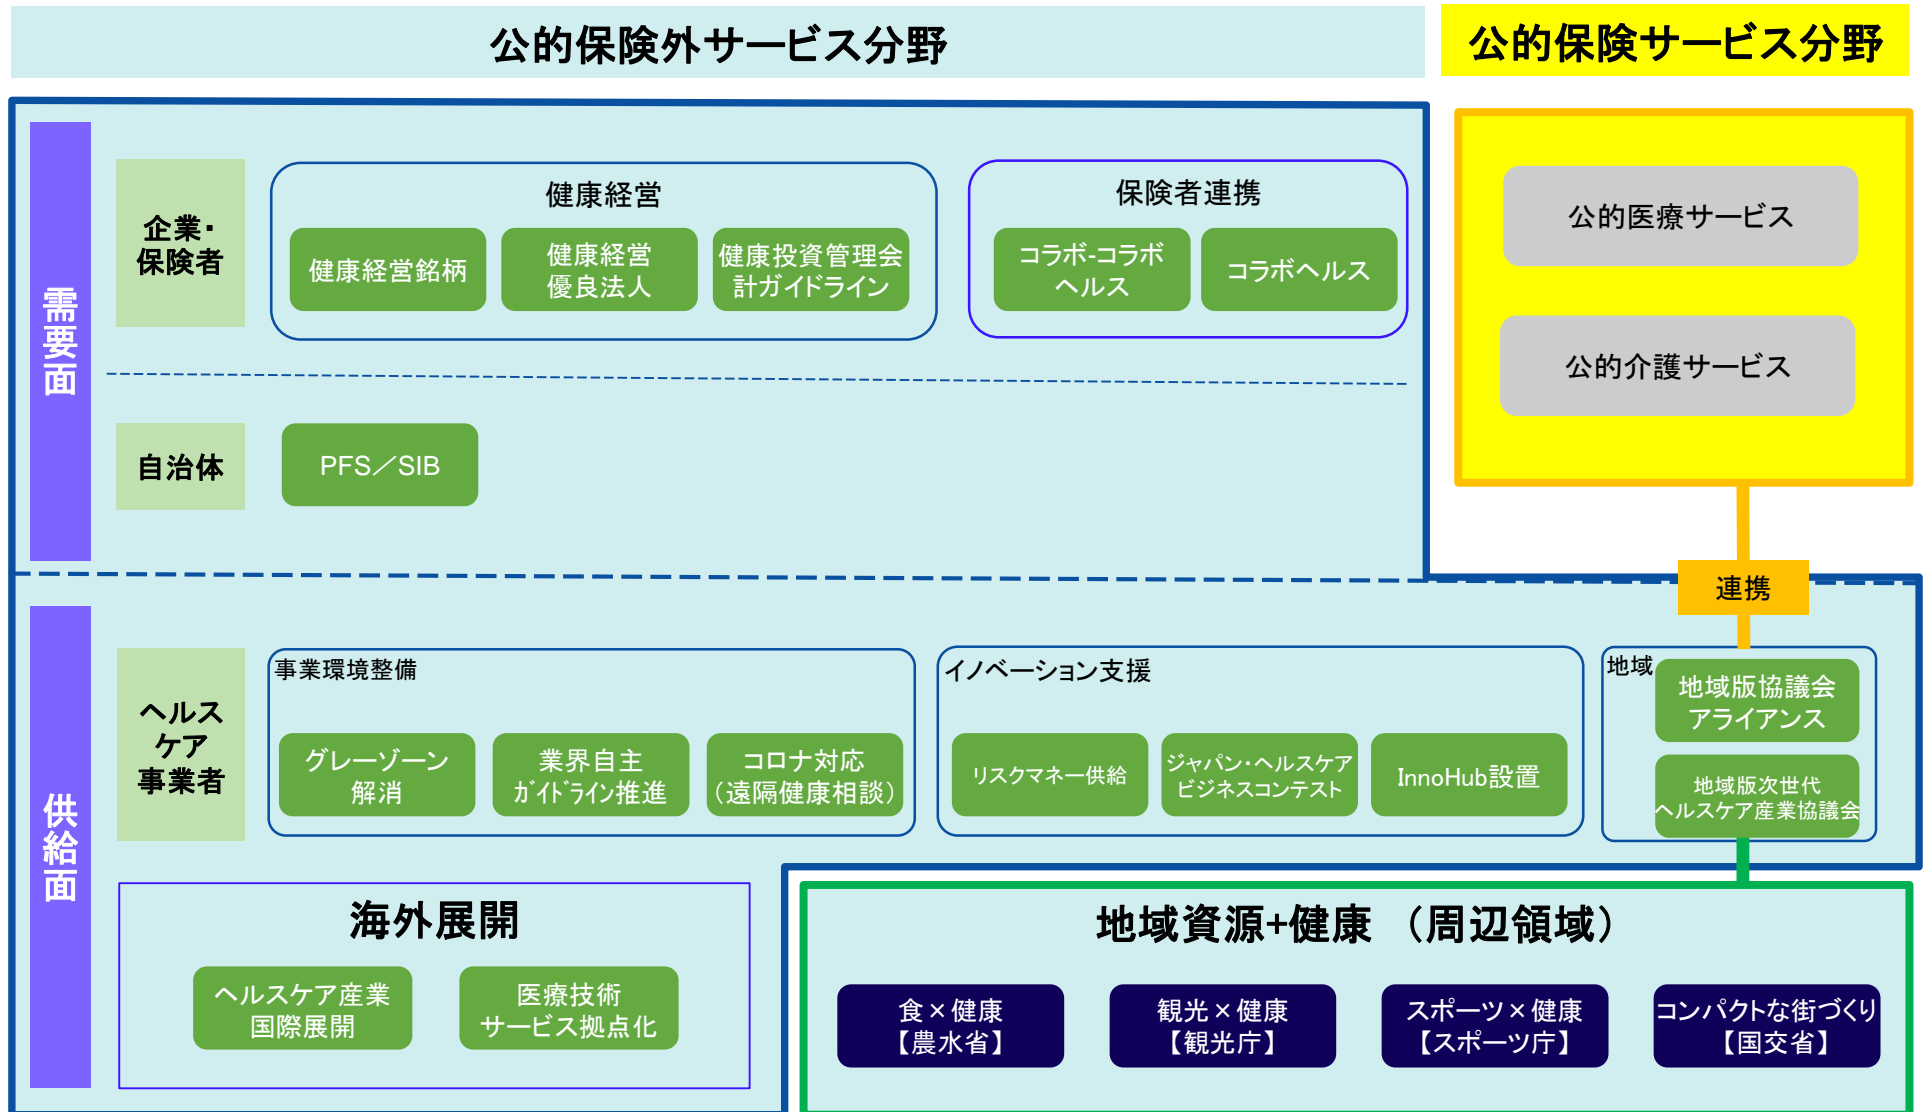 公的保険外サービス分野
公的保険サービス分野
需要面
企業・
保険者
健康経営
健康経営銘柄
健康経営
優良法人
健康投資管理会
計ガイドライン
保険者連携
コラボ-コラボ
ヘルス
コラボヘルス
公的医療サービス
公的介護サービス
自治体
PFS／SIB
連携
供給面
ヘルス
ケア
事業者
事業環境整備
グレーゾーン
解消
業界自主
ｶﾞｲﾄﾞﾗｲﾝ推進
コロナ対応
（遠隔健康相談）
イノベーション支援
リスクマネー供給
ジャパン・ヘルスケア
ビジネスコンテスト
InnoHub設置
地域
地域版協議会
アライアンス
地域版次世代
ヘルスケア産業協議会
海外展開
ヘルスケア産業
国際展開
医療技術
サービス拠点化
地域資源+健康 （周辺領域）
食×健康
【農水省】
観光×健康
【観光庁】
スポーツ×健康
【スポーツ庁】
コンパクトな街づくり
【国交省】